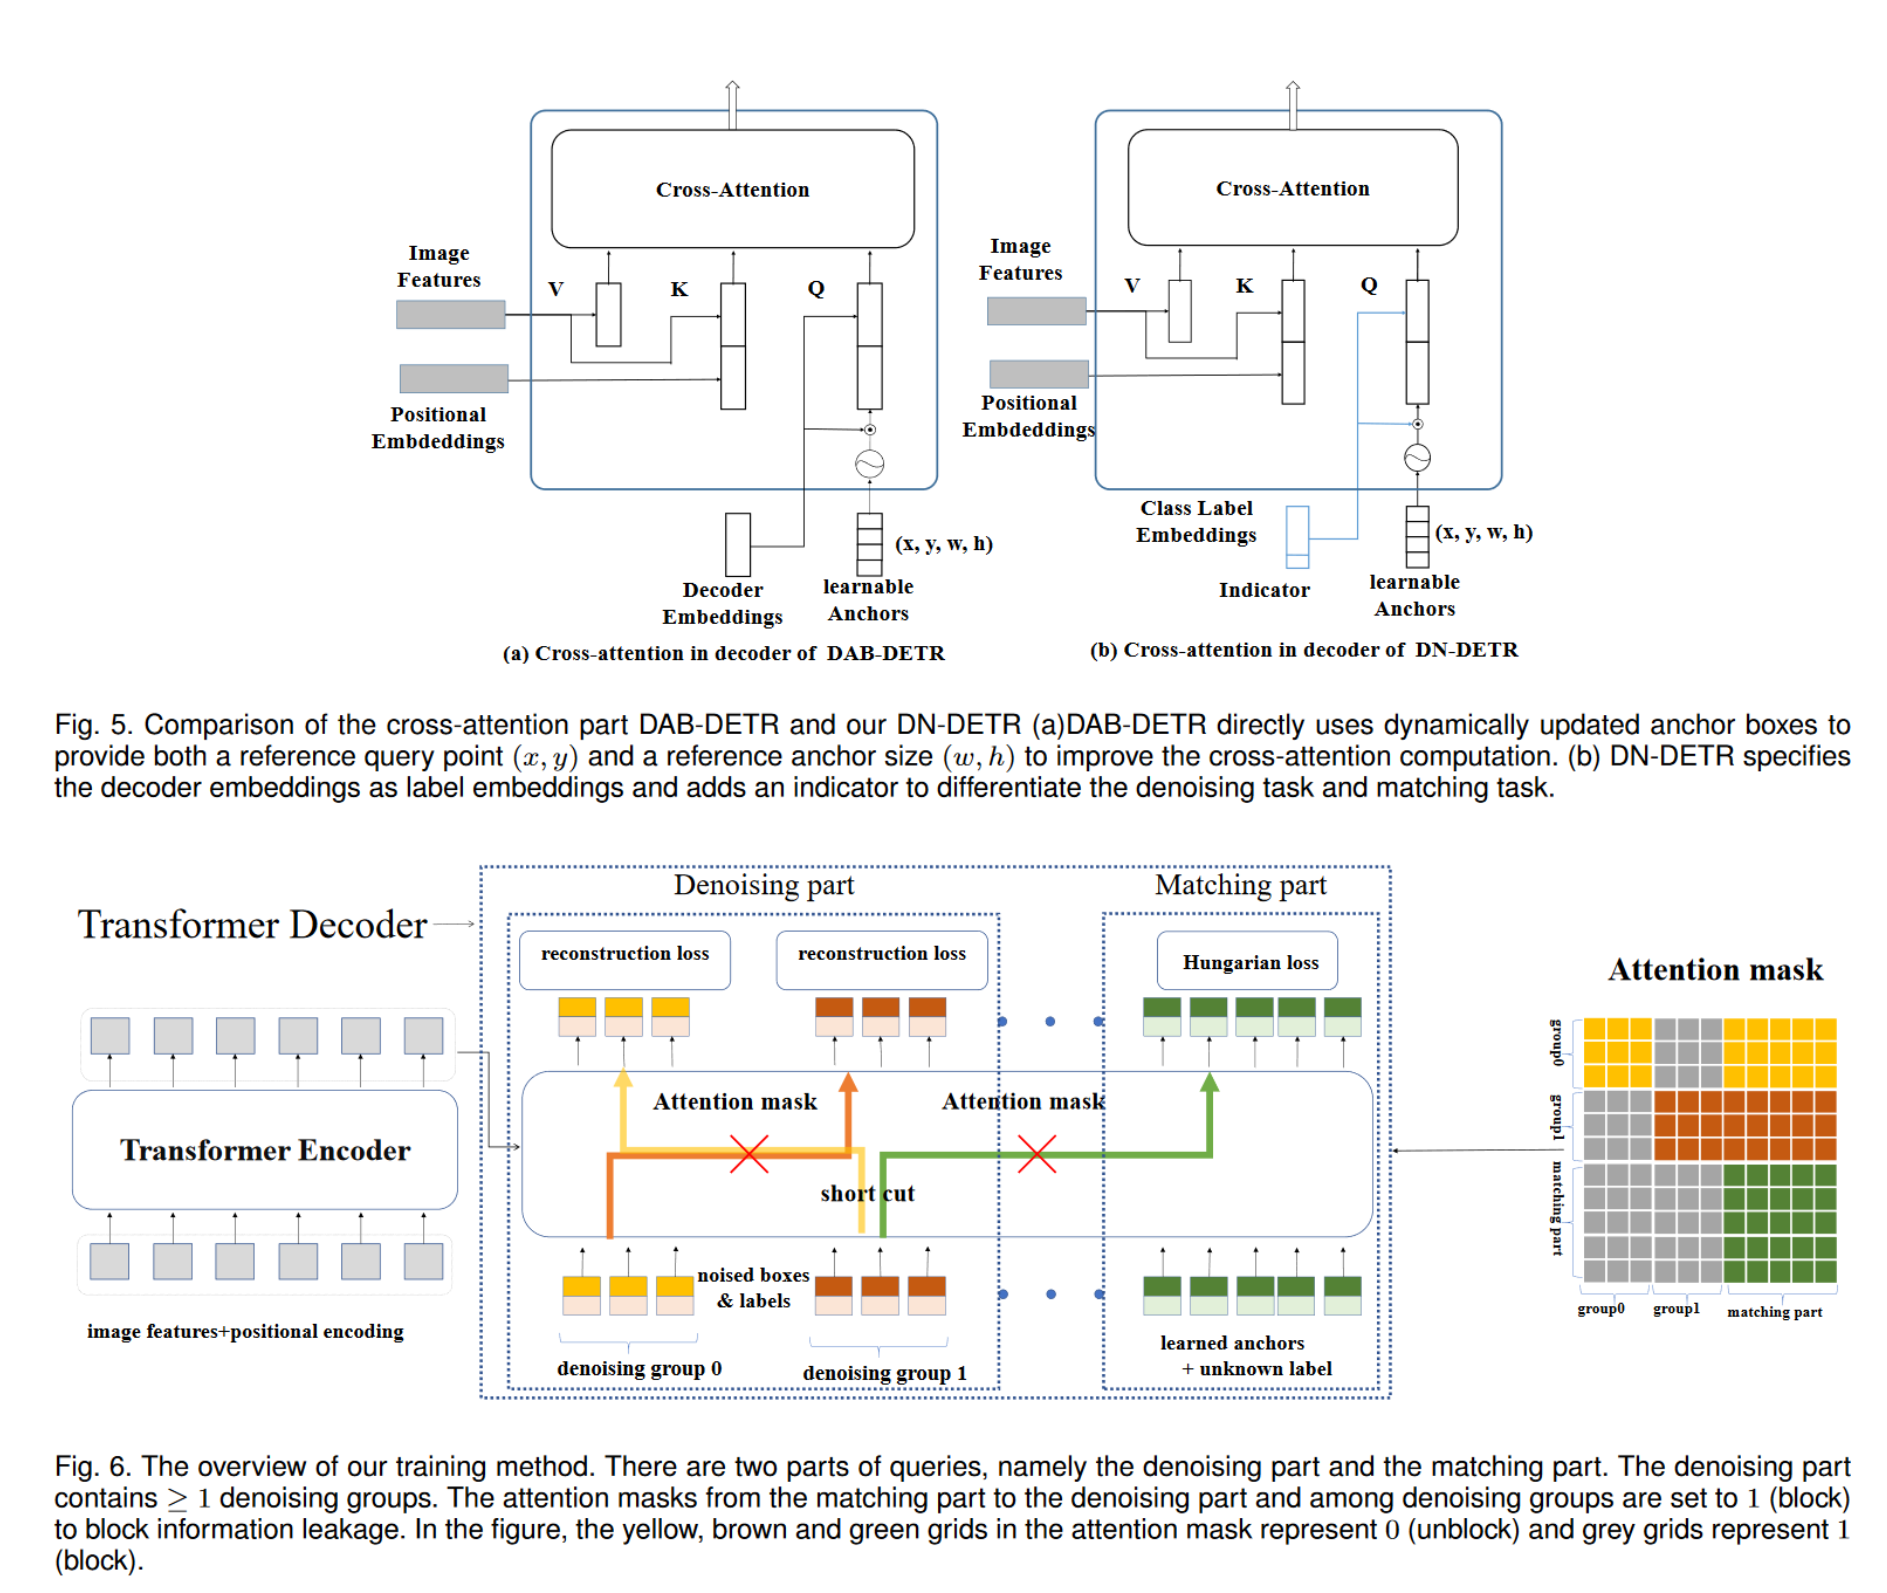 Cross-Attention
Image
Features
V
K
Q
Positional
Embdeddings
(x, y, w, h)
Decoder
Embeddings
learnable
Anchors
(a) Cross-attention in decoder of DAB-DETR
Cross-Attention
Image
Features
V
K
Q
Positional
Embdeddings
Class Label
Embeddings
(x, y, w, h)
Indicator
learnable
Anchors
(b) Cross-attention in decoder of DN-DETR
Fig. 5. Comparison of the cross-attention part DAB-DETR and our DN-DETR (a)DAB-DETR directly uses dynamically updated anchor boxes to
provide both a reference query point (x, y) and a reference anchor size (w, h) to improve the cross-attention computation. (b) DN-DETR specifies
the decoder embeddings as label embeddings and adds an indicator to differentiate the denoising task and matching task.
Transformer Decoder
Denoising part
Matching part
reconstruction loss
reconstruction loss
Hungarian loss
Attention mask
Attention mask
short cut
Transformer Encoder
image features+positional encoding
noised boxes
& labels
denoising group 0
denoising group 1
learned anchors
+ unknown label
Attention mask
group0
group1
matching part
group0
group1
matching part
Fig. 6. The overview of our training method. There are two parts of queries, namely the denoising part and the matching part. The denoising part
contains ≥ 1 denoising groups. The attention masks from the matching part to the denoising part and among denoising groups are set to 1 (block)
to block information leakage. In the figure, the yellow, brown and green grids in the attention mask represent 0 (unblock) and grey grids represent 1
(block).